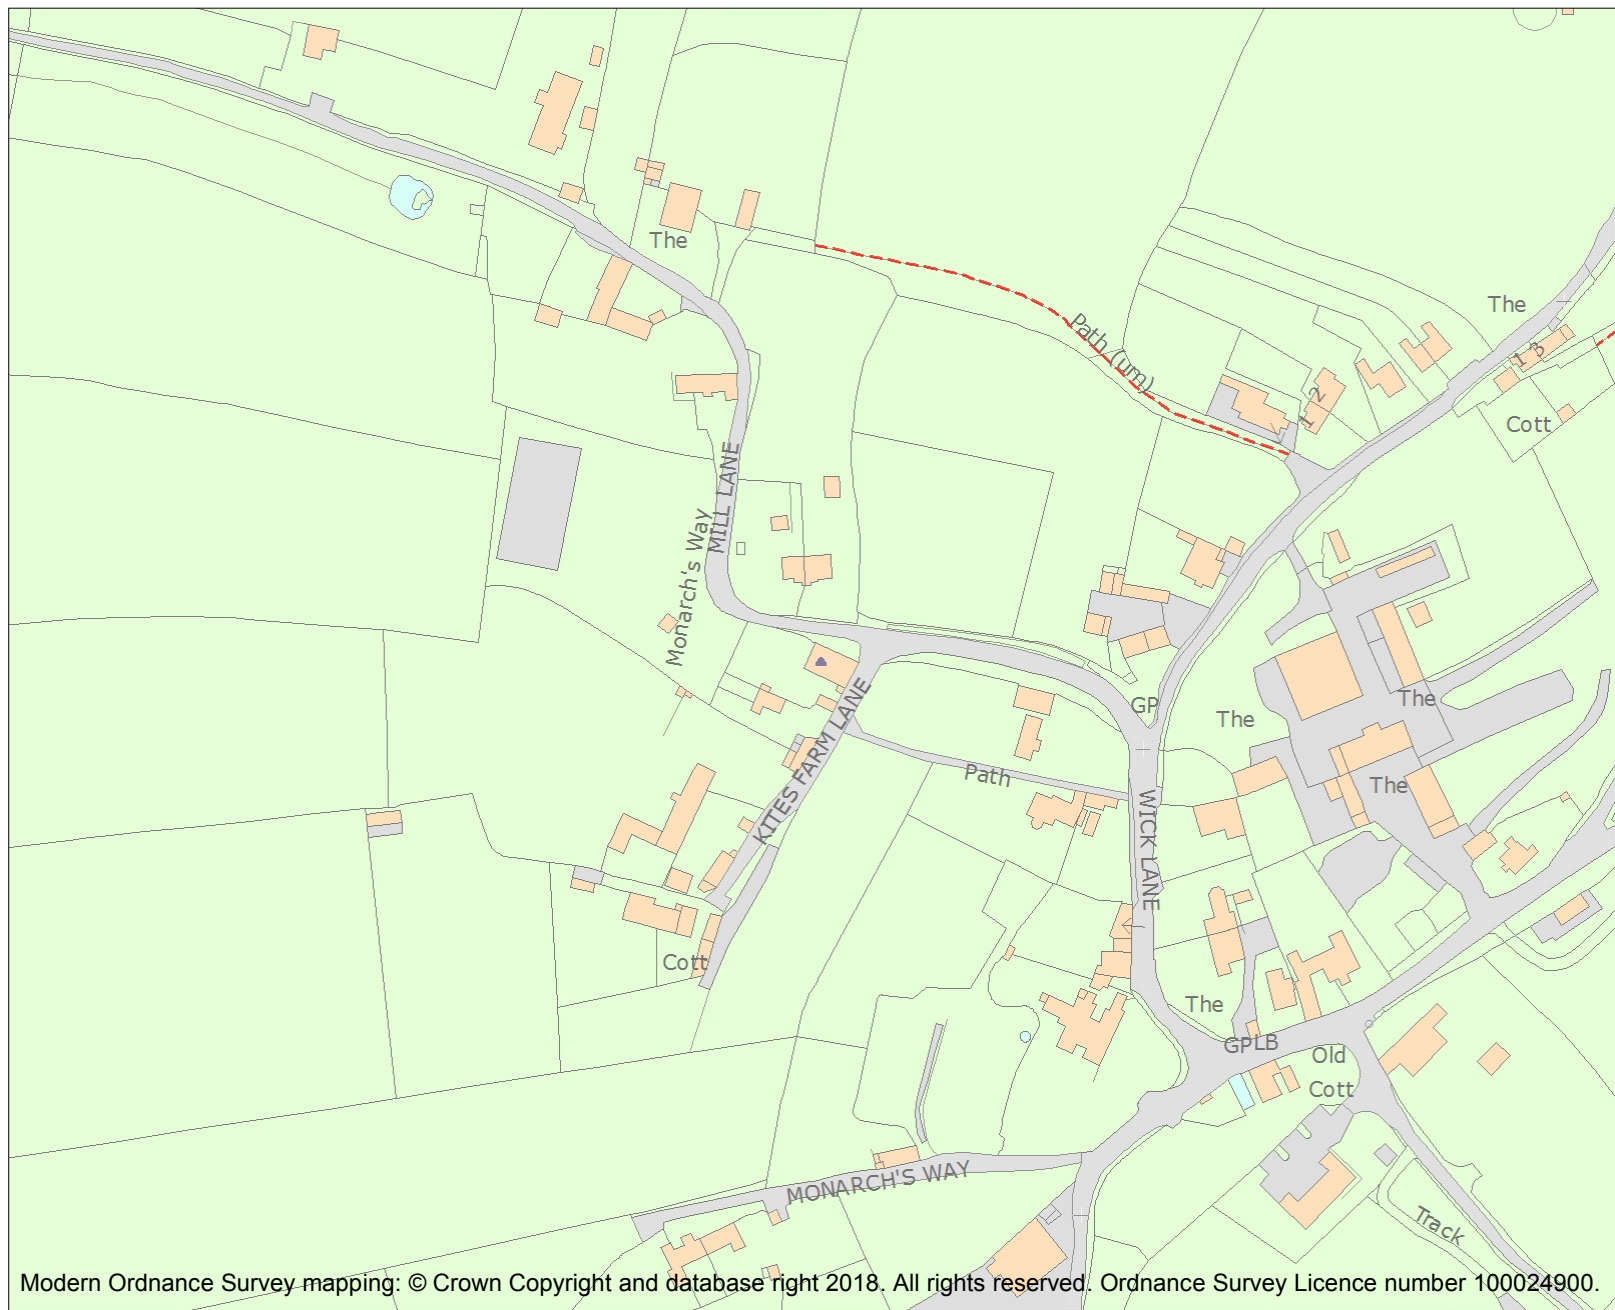 The
The
Path (um)
1 3
2
1
Cott
MILL LANE
Monarch's Way
GP
The
The
KITES FARM LANE
Path
The
WICK LANE
Cott
The
GP
LB
Old
Cott
MONARCH'S WAY
Track
Modern Ordnance Survey mapping: © Crown Copyright and database right 2018. All rights reserved. Ordnance Survey Licence number 100024900.